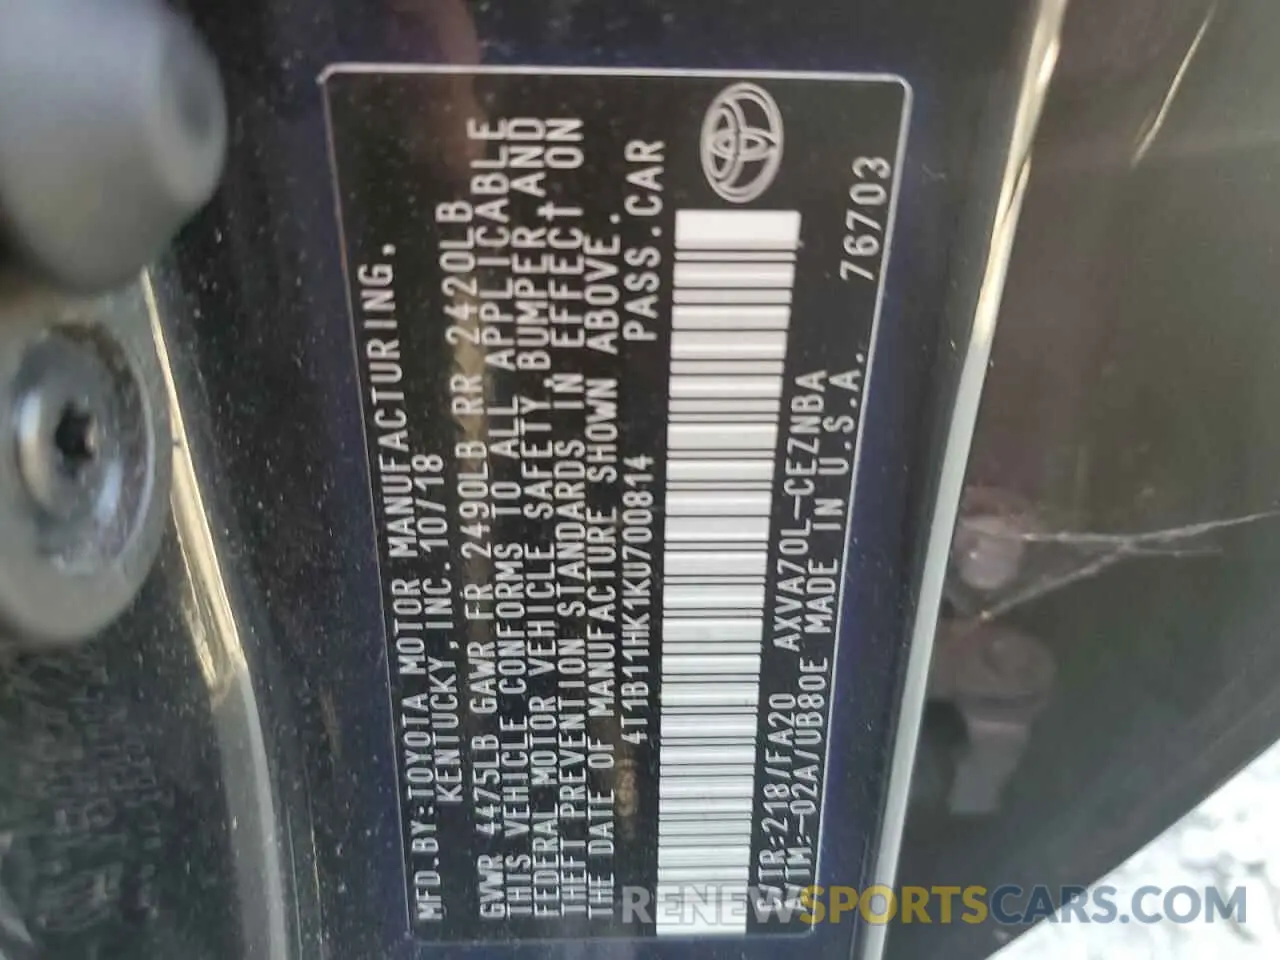 MFD.BY:TOYOTA MOTOR MANUFACTURING,
KENTUCKY,INC. 10/18
GVWR 4475LB GAWR FR 2490LB RR 2420LB
THIS VEHICLE CONFORMS TO ALL APPLICABLE
FEDERAL MOTOR VEHICLE SAFETY,BUMPER,AND
THEFT PREVENTION STANDARDS IN EFFECT ON
THE DATE OF MANUFACTURE SHOWN ABOVE.
4T1B11HK1KU700814 PASS.CAR
C/TR:218/FA20 AXVA70L-CEZNBA
A/TM:-02A/UB80E MADE IN U.S.A. 76703
RENEWSPORTSCARS.COM